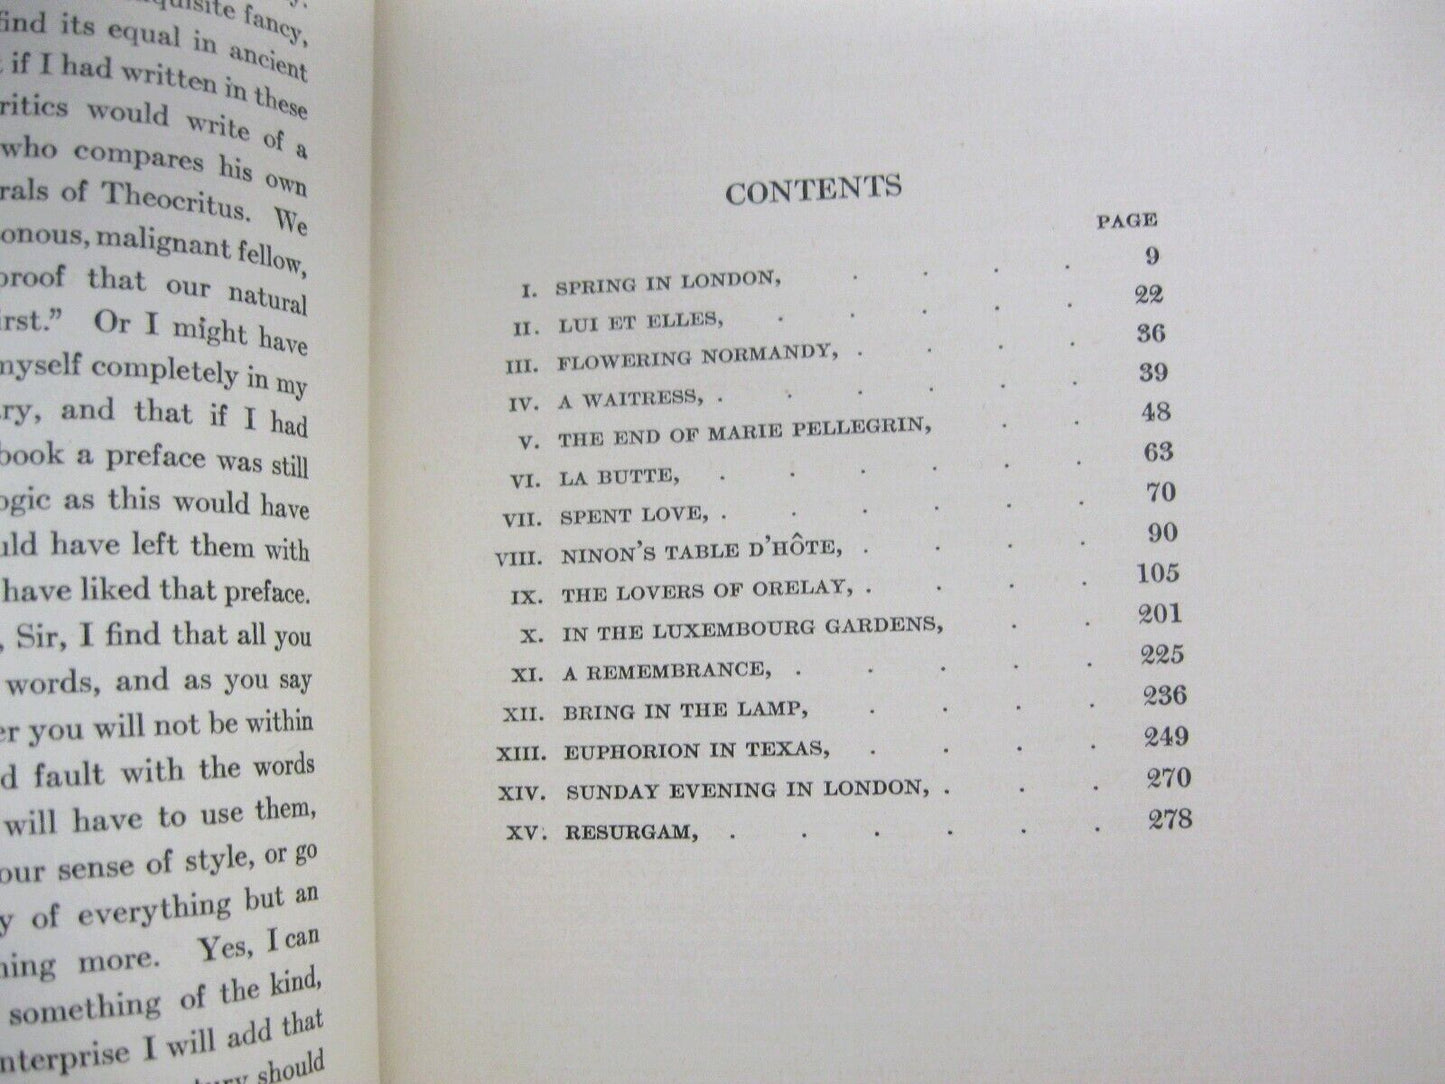 quisite fancy,
find its equal in ancient
if I had written in these
ritics would write of a
who compares his own
rals of Theocritus. We
onous, malignant fellow,
proof that our natural
irst." Or I might have
myself completely in my
ry, and that if I had
book a preface was still
ogic as this would have
uld have left them with
have liked that preface.
, Sir, I find that all you
words, and as you say
er you will not be within
d fault with the words
will have to use them,
our sense of style, or go
y of everything but an
hing more. Yes, I can
something of the kind,
nterprise I will add that
should
CONTENTS
PAGE
I. SPRING IN LONDON, . . . . 9
II. LUI ET ELLES, . . . . . 22
III. FLOWERING NORMANDY, . . . . 36
IV. A WAITRESS, . . . . . . 39
V. THE END OF MARIE PELLEGRIN, . . 48
VI. LA BUTTE, . . . . . 63
VII. SPENT LOVE, . . . . . . 70
VIII. NINON'S TABLE D'HÔTE, . . . . 90
IX. THE LOVERS OF ORELAY, . . . . 105
X. IN THE LUXEMBOURG GARDENS, . . 201
XI. A REMEMBRANCE, . . . . . 225
XII. BRING IN THE LAMP, . . . . 236
XIII. EUPHORION IN TEXAS, . . . . 249
XIV. SUNDAY EVENING IN LONDON, . . . 270
XV. RESURGAM, . . . . . . 278